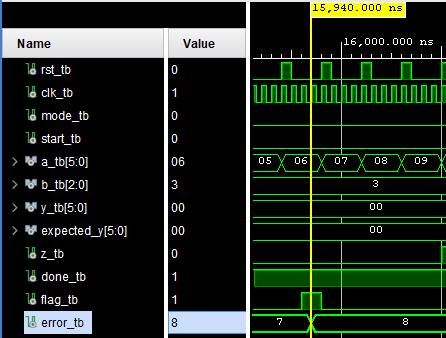 15,940.000 ns
Name Value 16,000.000 ns
rst_tb 0
clk_tb 1
mode_tb 0
start_tb 0
a_tb[5:0] 06 05 06 07 08 09
b_tb[2:0] 3 3
y_tb[5:0] 00 00
expected_y[5:0] 00 00
z_tb 0
done_tb 1
flag_tb 1
error_tb 8 7 8